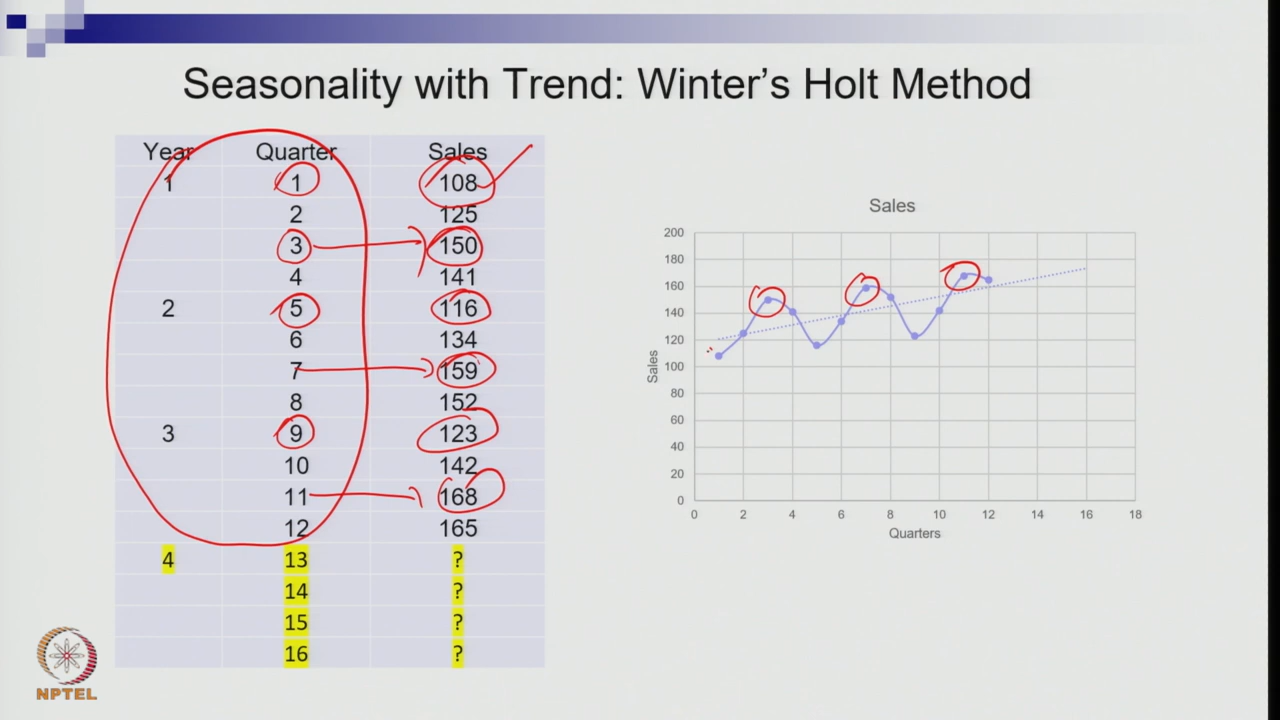 Seasonality with Trend: Winter's Holt Method
Year Quarter Sales
1 1 108
2 125
3 150
4 141
2 5 116
6 134
7 159
8 152
3 9 123
10 142
11 168
12 165
4 13 ?
14 ?
15 ?
16 ?
Sales
200
180
160
140
120
100
80
60
40
20
0
Sales
0 2 4 6 8 10 12 14 16 18
Quarters
NPTEL